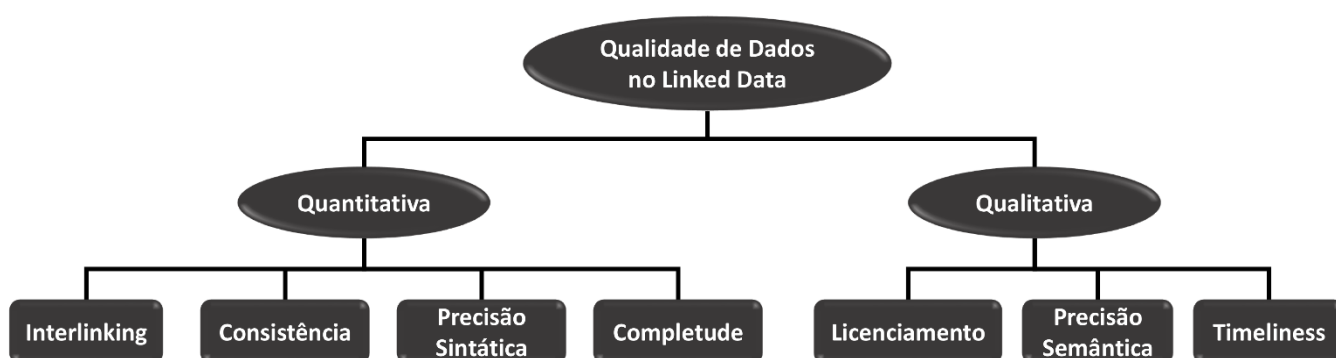 Qualidade de Dados
no Linked Data
Quantitativa
Qualitativa
Interlinking
Consistência
Precisão
Sintática
Completude
Licenciamento
Precisão
Semântica
Timeliness